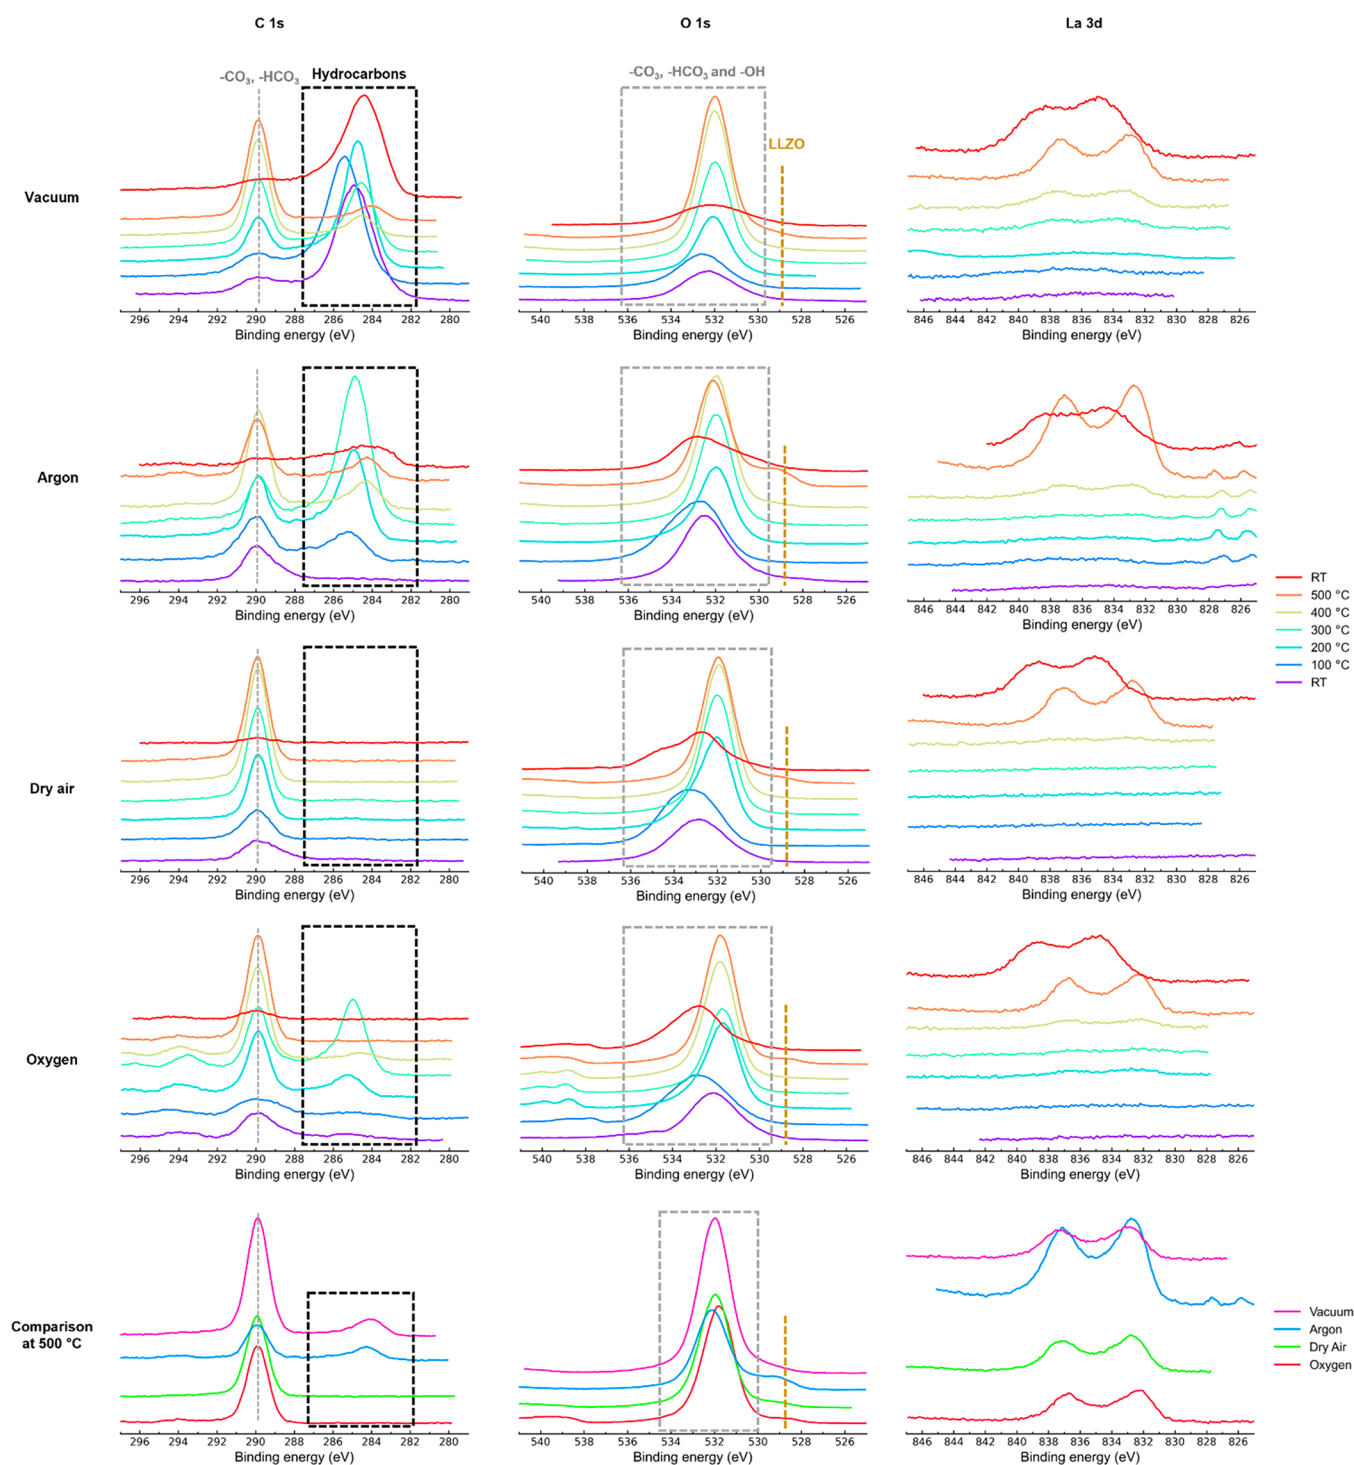 C 1s O 1s La 3d
-CO3, -HCO3 Hydrocarbons -CO3, -HCO3 and -OH
LLZO
Vacuum
296 294 292 290 288 286 284 282 280 540 538 536 534 532 530 528 526 846 844 842 840 838 836 834 832 830 828 826
Binding energy (eV) Binding energy (eV) Binding energy (eV)
Argon
296 294 292 290 288 286 284 282 280 540 538 536 534 532 530 528 526 846 844 842 840 838 836 834 832 830 828 826
Binding energy (eV) Binding energy (eV) Binding energy (eV)
RT
500 °C
400 °C
300 °C
200 °C
100 °C
RT
Dry air
296 294 292 290 288 286 284 282 280 540 538 536 534 532 530 528 526 846 844 842 840 838 836 834 832 830 828 826
Binding energy (eV) Binding energy (eV) Binding energy (eV)
Oxygen
296 294 292 290 288 286 284 282 280 540 538 536 534 532 530 528 526 846 844 842 840 838 836 834 832 830 828 826
Binding energy (eV) Binding energy (eV) Binding energy (eV)
Comparison
at 500 °C
Vacuum
Argon
Dry Air
Oxygen
296 294 292 290 288 286 284 282 280 540 538 536 534 532 530 528 526 846 844 842 840 838 836 834 832 830 828 826
Binding energy (eV) Binding energy (eV) Binding energy (eV)